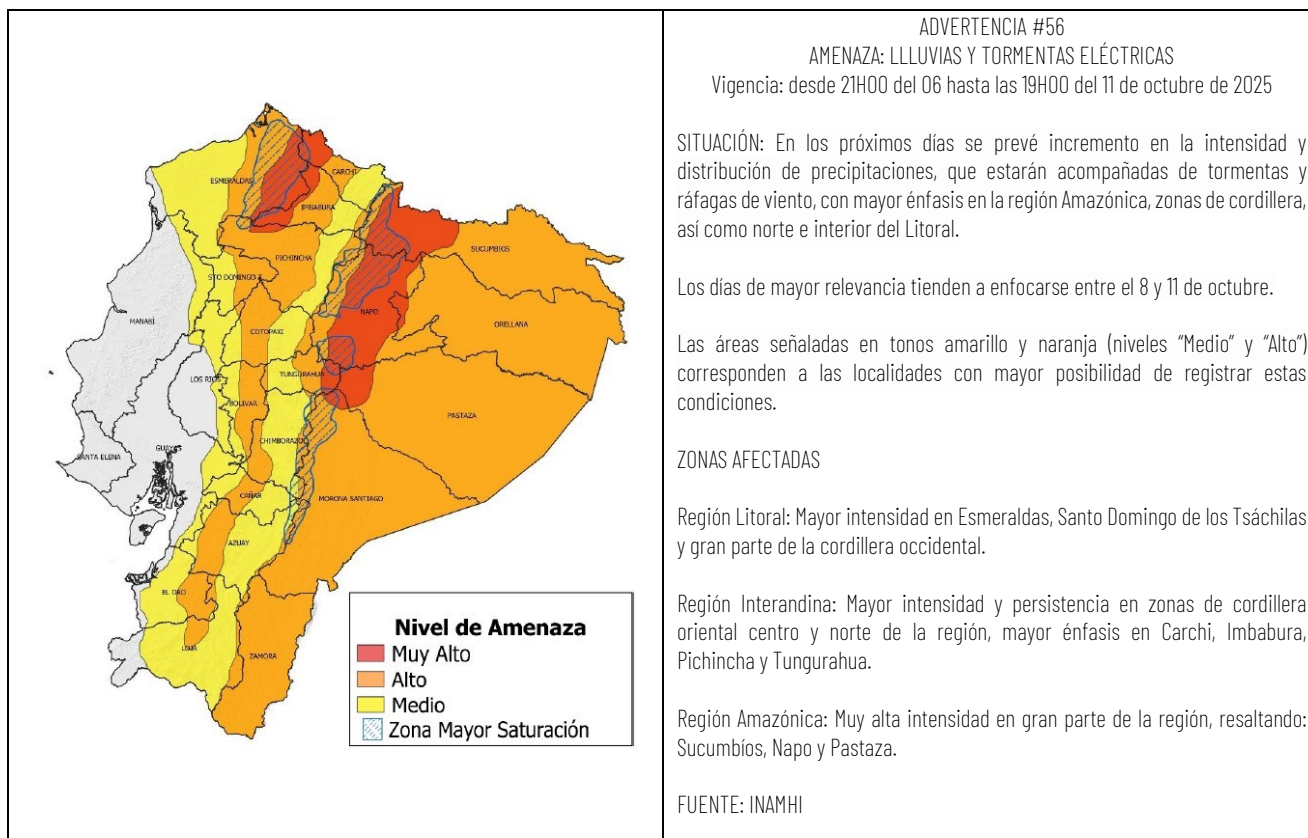 ESMERALDAS
CARCHI
IMBABURA
SUCUMBIOS
PICHINCHA
STO DOMINGO
NAPO
ORELLANA
MANABÍ
COTOPAXI
LOS RIOS
TUNGURAHUA
BOLIVAR
PASTAZA
CHIMBORAZO
GUAYAS
SANTA ELENA
CAÑAR
MORONA SANTIAGO
AZUAY
EL ORO
LOJA
ZAMORA
Nivel de Amenaza
Muy Alto
Alto
Medio
Zona Mayor Saturación
ADVERTENCIA #56
AMENAZA: LLLUVIAS Y TORMENTAS ELÉCTRICAS
Vigencia: desde 21H00 del 06 hasta las 19H00 del 11 de octubre de 2025
SITUACIÓN: En los próximos días se prevé incremento en la intensidad y
distribución de precipitaciones, que estarán acompañadas de tormentas y
ráfagas de viento, con mayor énfasis en la región Amazónica, zonas de cordillera,
así como norte e interior del Litoral.
Los días de mayor relevancia tienden a enfocarse entre el 8 y 11 de octubre.
Las áreas señaladas en tonos amarillo y naranja (niveles “Medio” y “Alto”)
corresponden a las localidades con mayor posibilidad de registrar estas
condiciones.
ZONAS AFECTADAS
Región Litoral: Mayor intensidad en Esmeraldas, Santo Domingo de los Tsáchilas
y gran parte de la cordillera occidental.
Región Interandina: Mayor intensidad y persistencia en zonas de cordillera
oriental centro y norte de la región, mayor énfasis en Carchi, Imbabura,
Pichincha y Tungurahua.
Región Amazónica: Muy alta intensidad en gran parte de la región, resaltando:
Sucumbíos, Napo y Pastaza.
FUENTE: INAMHI